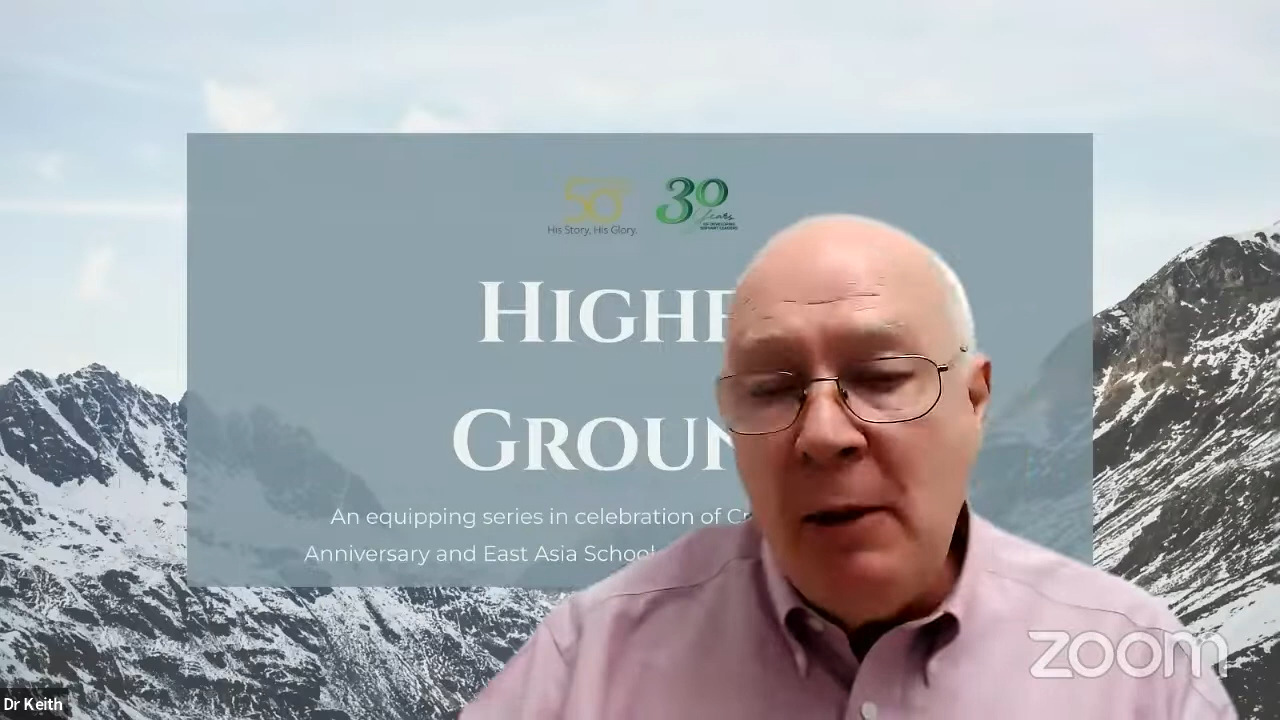 50
30
Years
His Story, His Glory.
HIGHE
GROUN
An equipping series in celebration of Cr
Anniversary and East Asia School
zoom
Dr Keith